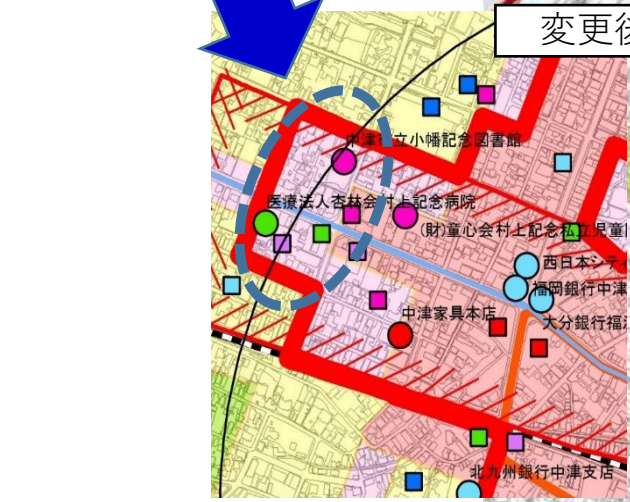 変更後
中津市立小幡記念図書館
医療法人杏林会村上記念病院
(財)童心会村上記念私立児童
西日本シティ
福岡銀行中津
中津家具本店
大分銀行福
北九州銀行中津支店